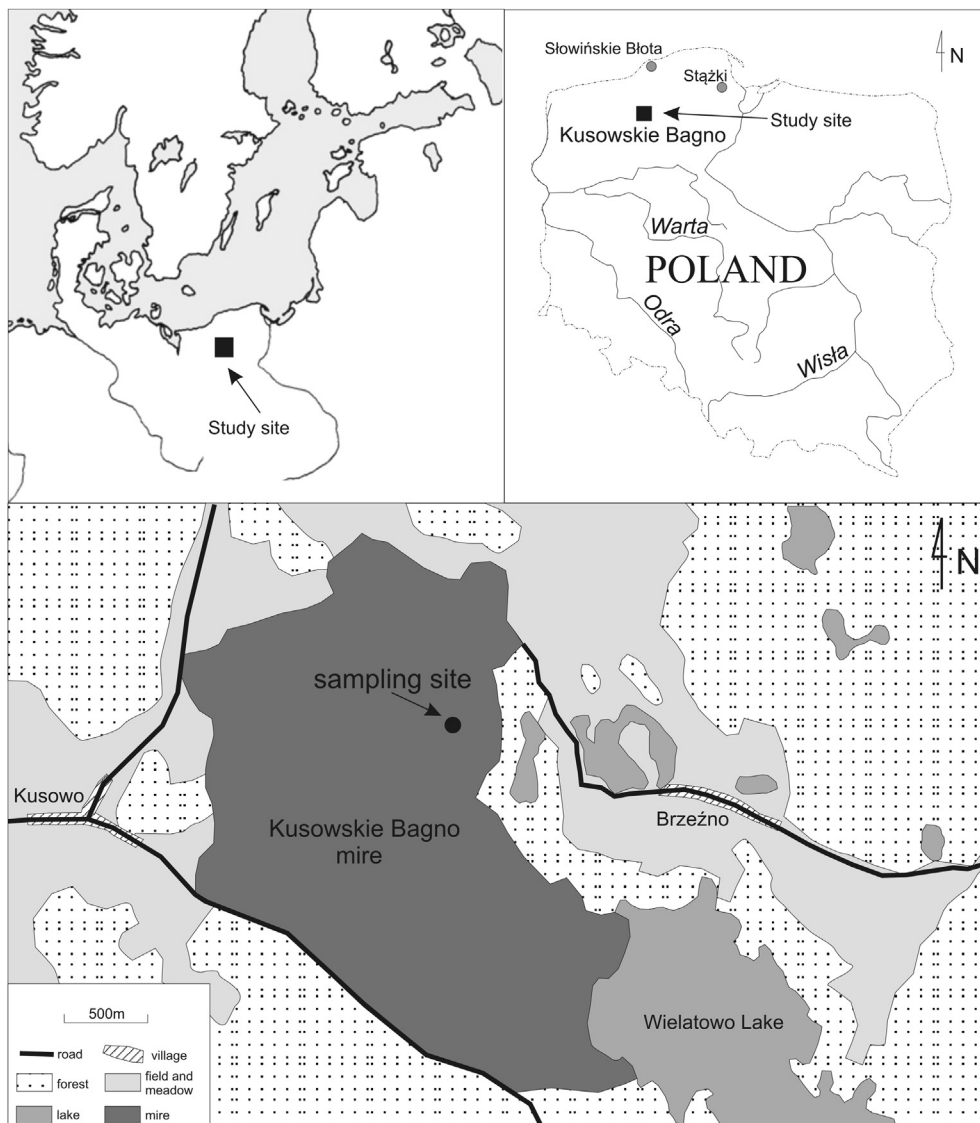 Study site
Słowińskie Błota
Stążki
N
Study site
Kusowskie Bagno
Warta
POLAND
Odra
Wisła
N
sampling site
Kusowo
Kusowskie Bagno
mire
Brzeźno
Wielatowo Lake
500m
road
village
forest
field and
meadow
lake
mire